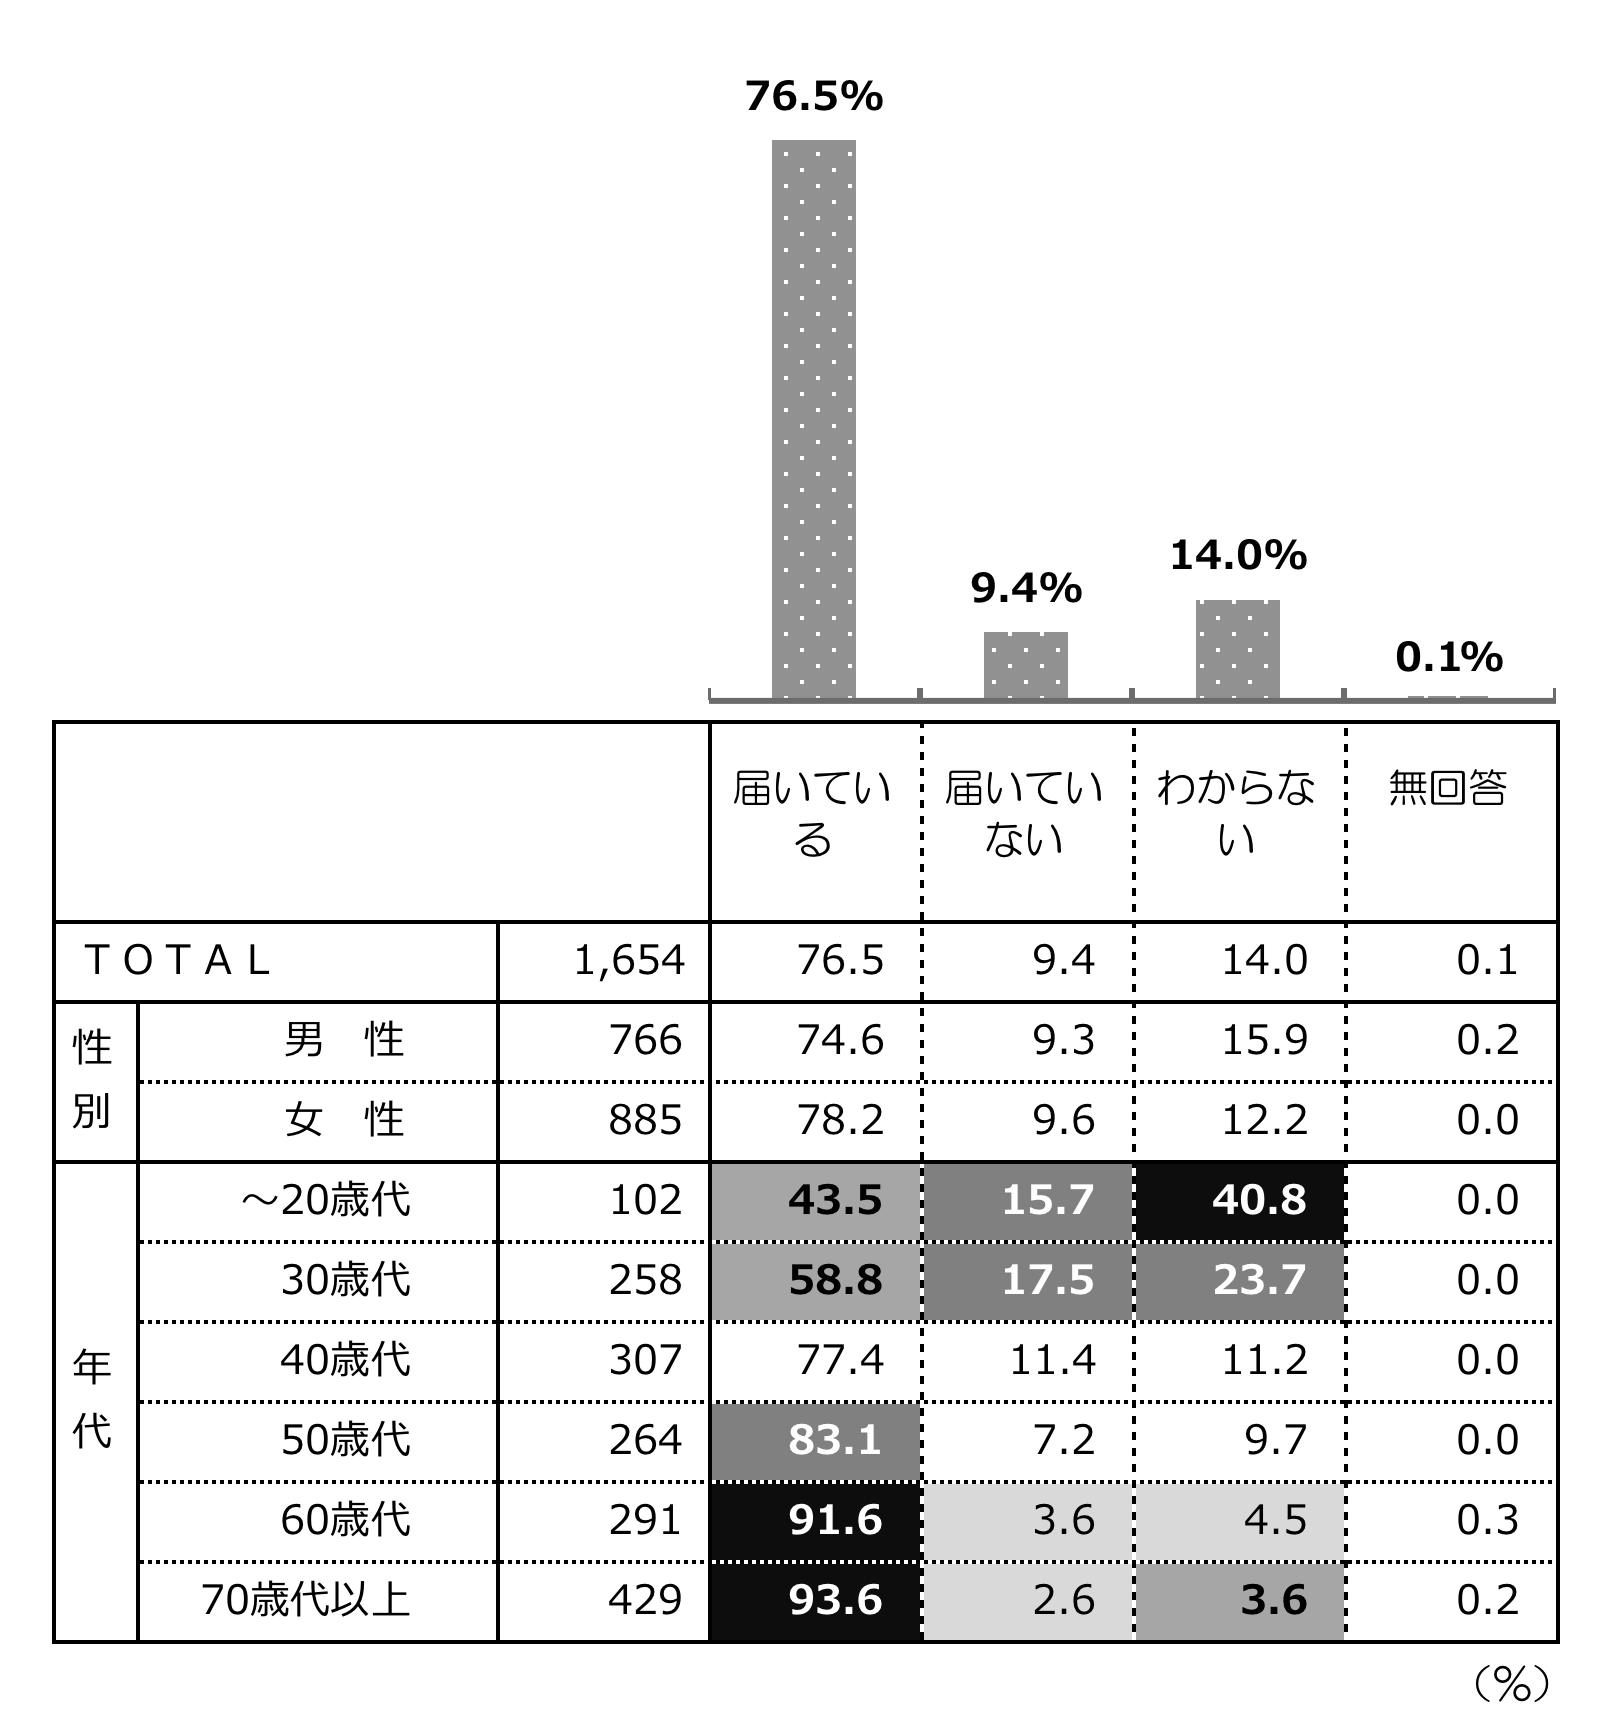 76.5%
9.4%
14.0%
0.1%
届いてい
る
届いてい
ない
わからな
い
無回答
ＴＯＴＡＬ 1,654 76.5 9.4 14.0 0.1
性
別
男　性 766 74.6 9.3 15.9 0.2
女　性 885 78.2 9.6 12.2 0.0
年
代
～20歳代 102 43.5 15.7 40.8 0.0
30歳代 258 58.8 17.5 23.7 0.0
40歳代 307 77.4 11.4 11.2 0.0
50歳代 264 83.1 7.2 9.7 0.0
60歳代 291 91.6 3.6 4.5 0.3
70歳代以上 429 93.6 2.6 3.6 0.2
（%）